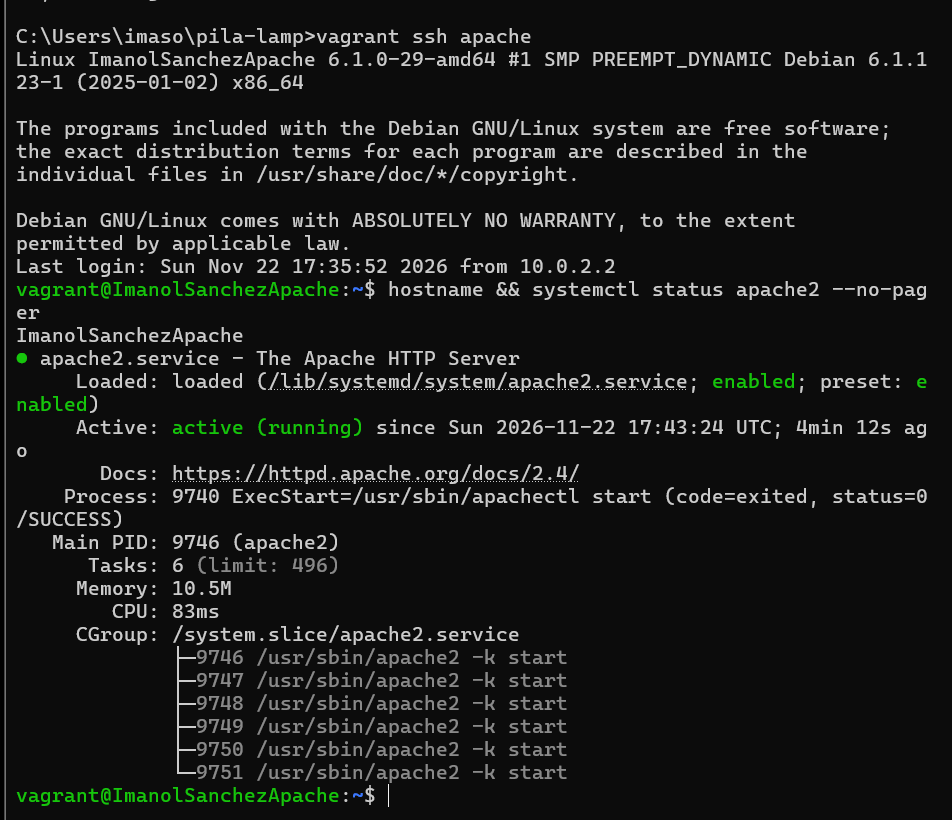 C:\Users\imaso\pila-lamp>vagrant ssh apache
Linux ImanolSanchezApache 6.1.0-29-amd64 #1 SMP PREEMPT_DYNAMIC Debian 6.1.1
23-1 (2025-01-02) x86_64
The programs included with the Debian GNU/Linux system are free software;
the exact distribution terms for each program are described in the
individual files in /usr/share/doc/*/copyright.
Debian GNU/Linux comes with ABSOLUTELY NO WARRANTY, to the extent
permitted by applicable law.
Last login: Sun Nov 22 17:35:52 2026 from 10.0.2.2
vagrant@ImanolSanchezApache:~$ hostname && systemctl status apache2 --no-pag
er
ImanolSanchezApache
● apache2.service - The Apache HTTP Server
Loaded: loaded (/lib/systemd/system/apache2.service; enabled; preset: e
nabled)
Active: active (running) since Sun 2026-11-22 17:43:24 UTC; 4min 12s ag
o
Docs: https://httpd.apache.org/docs/2.4/
Process: 9740 ExecStart=/usr/sbin/apachectl start (code=exited, status=0
/SUCCESS)
Main PID: 9746 (apache2)
Tasks: 6 (limit: 496)
Memory: 10.5M
CPU: 83ms
CGroup: /system.slice/apache2.service
├─9746 /usr/sbin/apache2 -k start
├─9747 /usr/sbin/apache2 -k start
├─9748 /usr/sbin/apache2 -k start
├─9749 /usr/sbin/apache2 -k start
├─9750 /usr/sbin/apache2 -k start
└─9751 /usr/sbin/apache2 -k start
vagrant@ImanolSanchezApache:~$